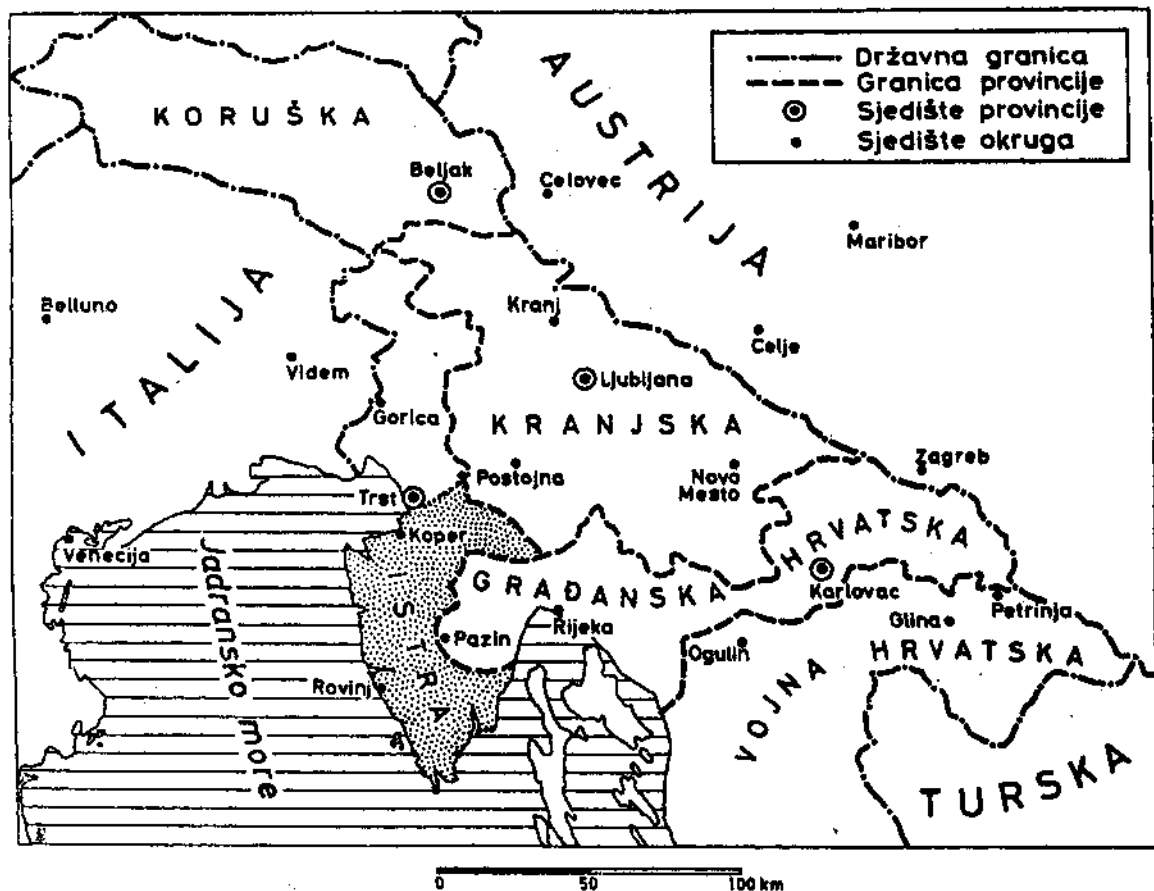 Državna granica
Granica provincije
Sjedište provincije
Sjedište okruga
AUSTRIJA
KORUŠKA
Beljak
Celovec
Maribor
ITALIJA
Belluno
Kranj
Celje
Videm
Ljubljana
Gorica
KRANJSKA
Postojna
Novo
Mesto
Zagreb
Trst
Koper
Venecija
Jadransko more
ISTRA
GRAĐANSKA HRVATSKA
Karlovac
Petrinja
Glina
Pazin
Rijeka
Ogulin
Rovinj
VOJNA HRVATSKA
TURSKA
0 50 100 km